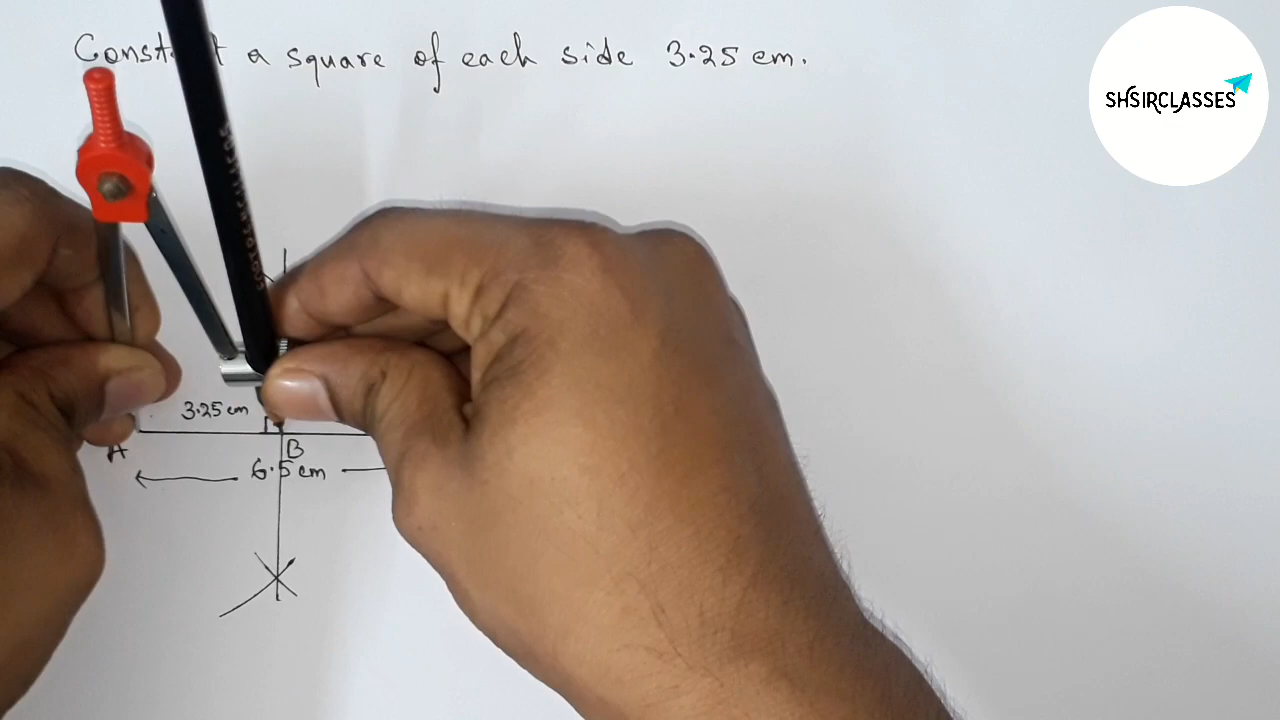 Const t a square of each side 3.25 cm.
SHSIRCLASSES
3.25 cm
A
B
6.5 cm